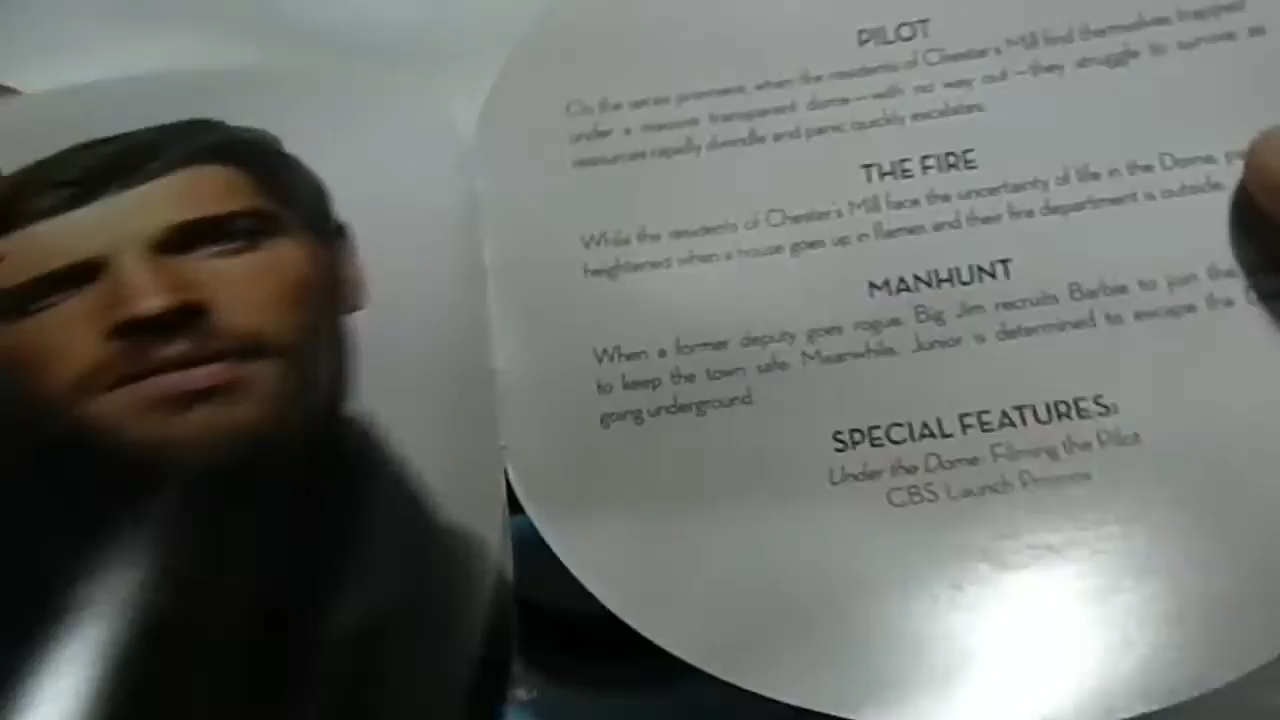 PILOT
On the series premiere, when the residents of Chester's Mill find themselves trapped
under a massive transparent dome—with no way out—they struggle to survive as
resources rapidly dwindle and panic quickly escalates.
THE FIRE
While the residents of Chester's Mill face the uncertainty of life in the Dome,
heightened when a house goes up in flames and their fire department is outside.
MANHUNT
When a former deputy goes rogue, Big Jim recruits Barbie to join the
to keep the town safe. Meanwhile, Junior is determined to escape the
going underground.
SPECIAL FEATURES:
Under the Dome: Filming the Pilot
CBS Launch Promos